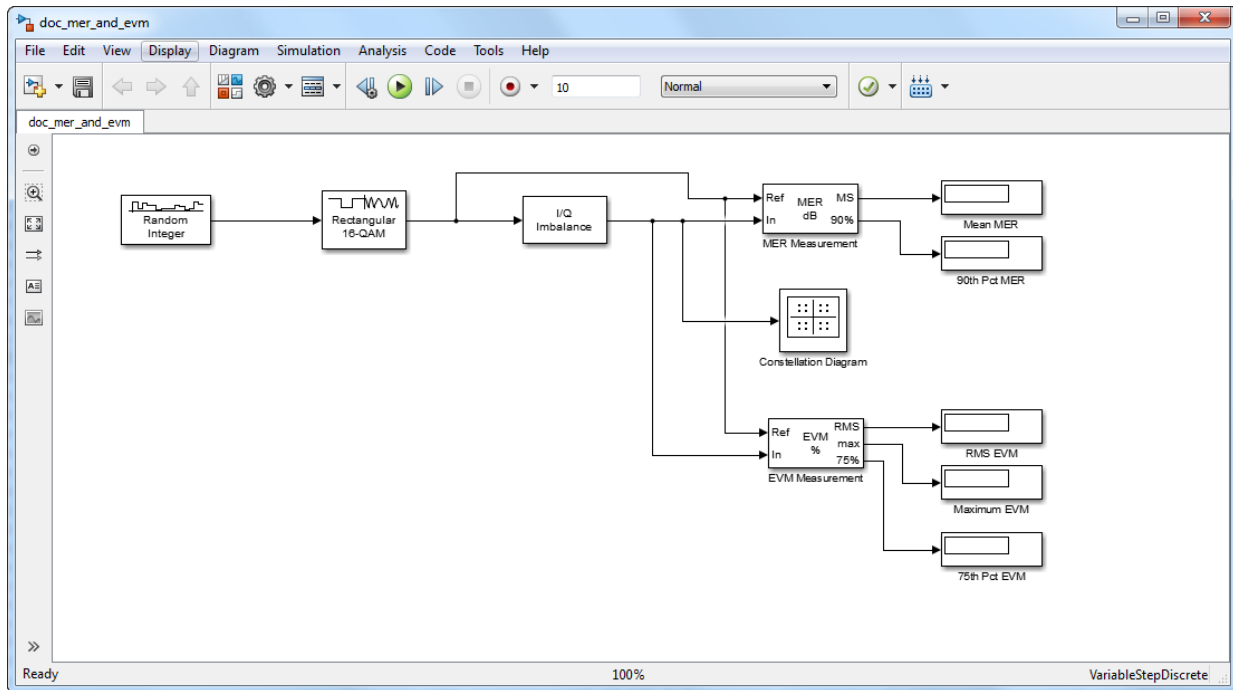 doc_mer_and_evm
File Edit View Display Diagram Simulation Analysis Code Tools Help
10 Normal
doc_mer_and_evm
Random
Integer
Rectangular
16-QAM
I/Q
Imbalance
Ref MER MS
In dB 90%
MER Measurement
Mean MER
90th Pct MER
Constellation Diagram
Ref EVM RMS
% max
In 75%
EVM Measurement
RMS EVM
Maximum EVM
75th Pct EVM
Ready 100% VariableStepDiscrete